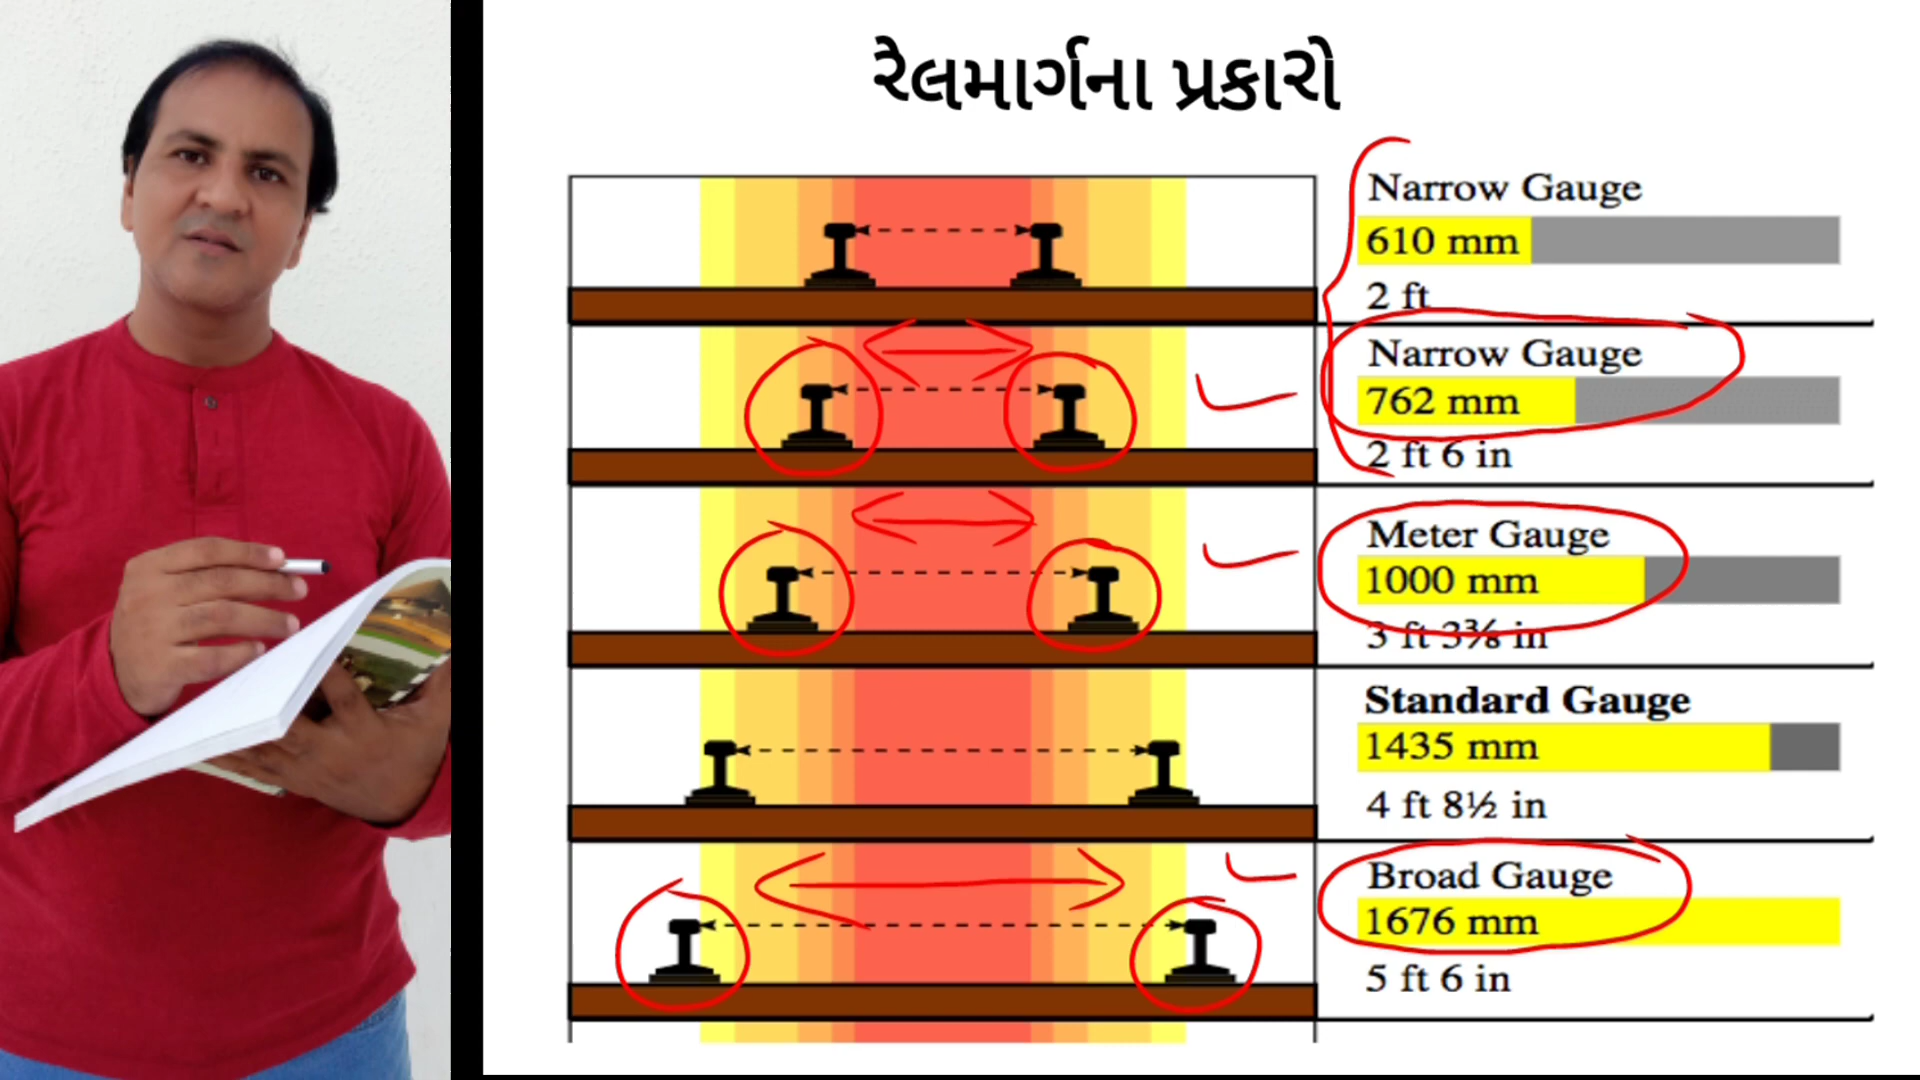 રેલમાર્ગના પ્રકારો
Narrow Gauge
610 mm
2 ft
Narrow Gauge
762 mm
2 ft 6 in
Meter Gauge
1000 mm
3 ft 3⅜ in
Standard Gauge
1435 mm
4 ft 8½ in
Broad Gauge
1676 mm
5 ft 6 in